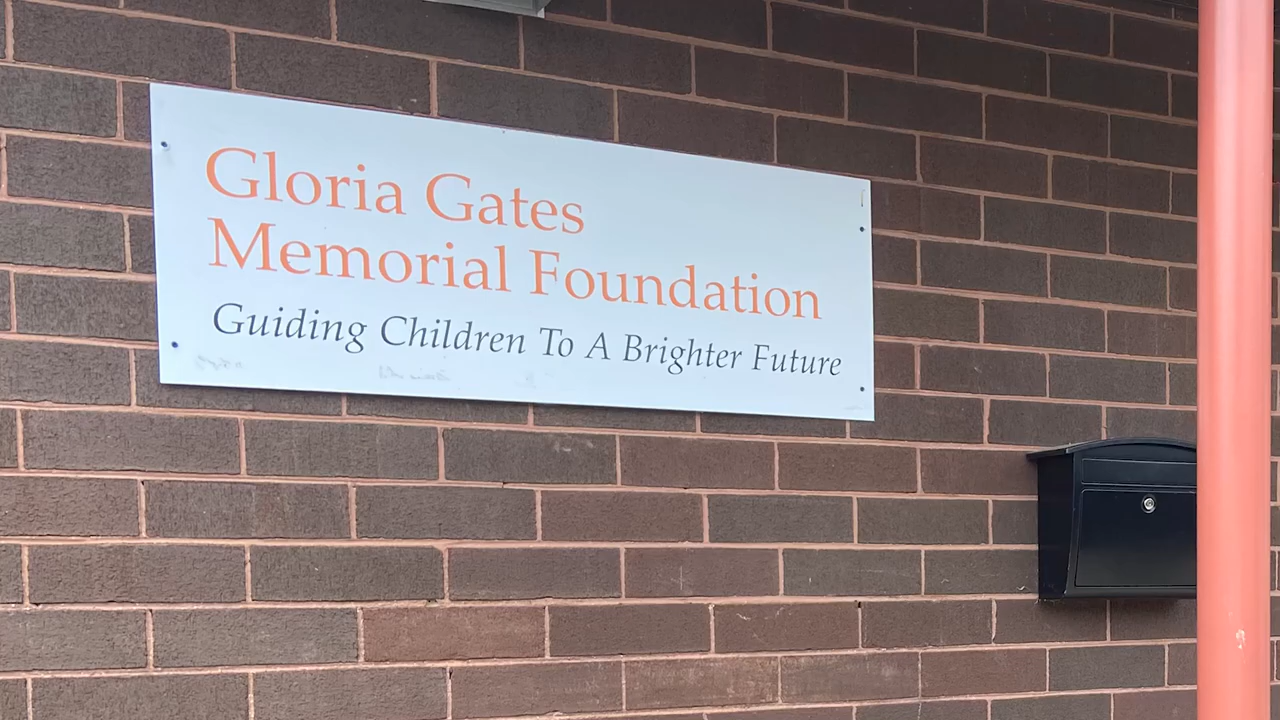 Gloria Gates
Memorial Foundation
Guiding Children To A Brighter Future